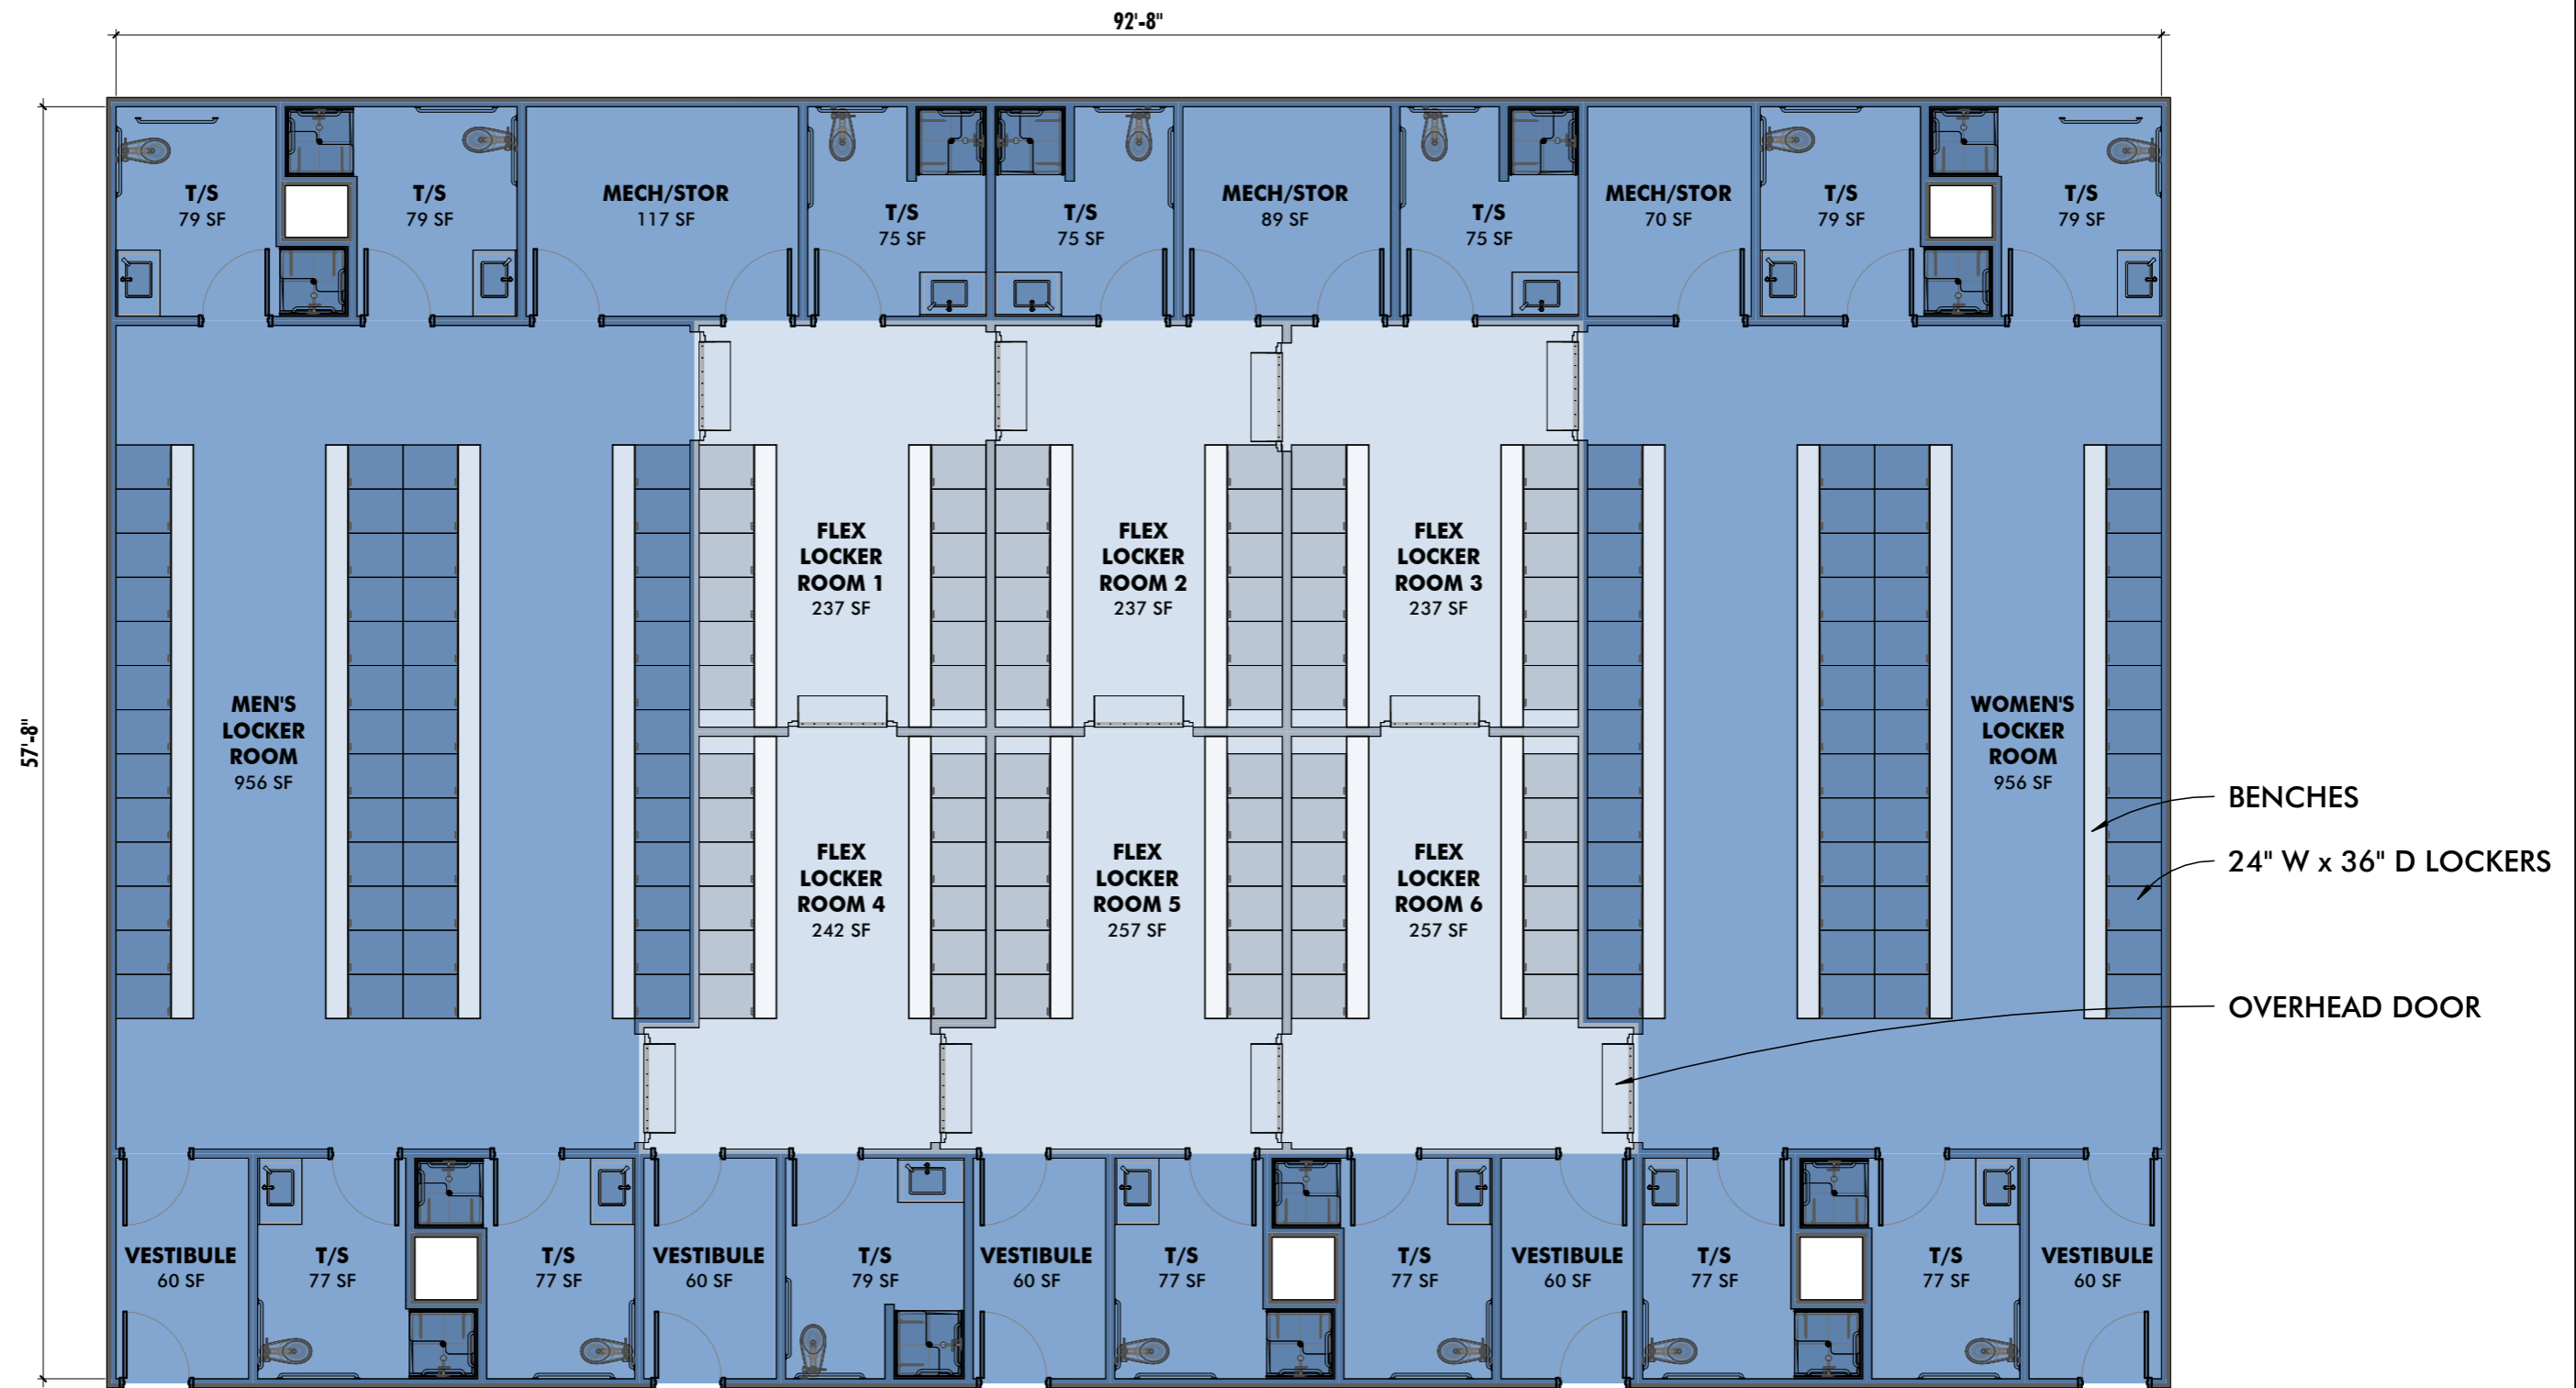 92'-8"
57'-8"
T/S
79 SF
T/S
79 SF
MECH/STOR
117 SF
T/S
75 SF
T/S
75 SF
MECH/STOR
89 SF
T/S
75 SF
MECH/STOR
70 SF
T/S
79 SF
T/S
79 SF
MEN'S
LOCKER
ROOM
956 SF
FLEX
LOCKER
ROOM 1
237 SF
FLEX
LOCKER
ROOM 2
237 SF
FLEX
LOCKER
ROOM 3
237 SF
WOMEN'S
LOCKER
ROOM
956 SF
FLEX
LOCKER
ROOM 4
242 SF
FLEX
LOCKER
ROOM 5
257 SF
FLEX
LOCKER
ROOM 6
257 SF
BENCHES
24" W x 36" D LOCKERS
OVERHEAD DOOR
VESTIBULE
60 SF
T/S
77 SF
T/S
77 SF
VESTIBULE
60 SF
T/S
79 SF
VESTIBULE
60 SF
T/S
77 SF
T/S
77 SF
VESTIBULE
60 SF
T/S
77 SF
T/S
77 SF
VESTIBULE
60 SF